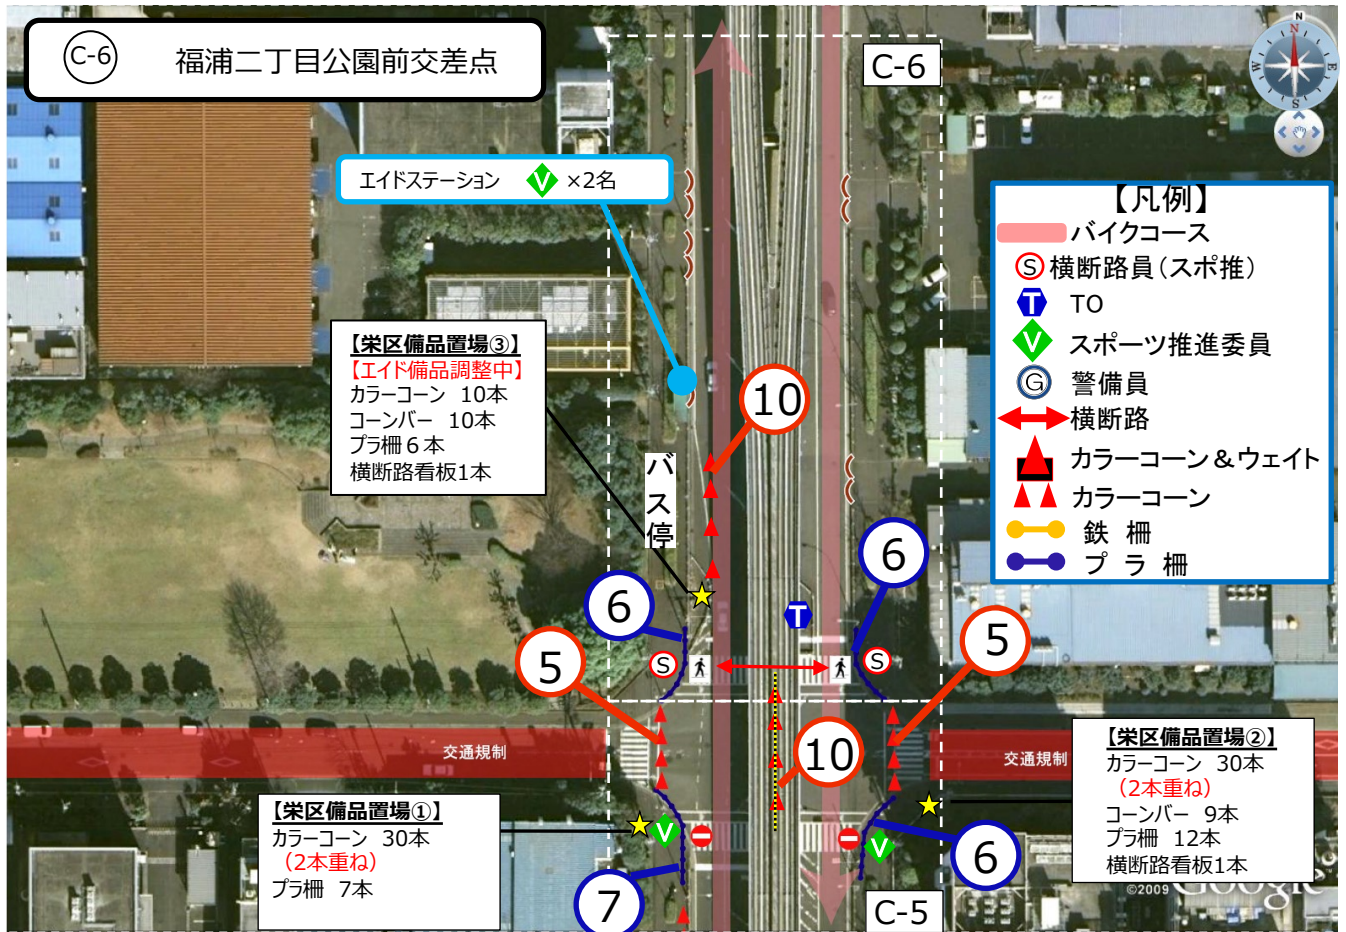 C-6
福浦二丁目公園前交差点
C-6
N
N
W
E
S
エイドステーション V ×2名
【凡例】
バイクコース
S 横断路員（スポ推）
T TO
V スポーツ推進委員
G 警備員
横断路
カラーコーン＆ウェイト
カラーコーン
鉄 柵
プ ラ 柵
【栄区備品置場③】
【エイド備品調整中】
カラーコーン 10本
コーンバー 10本
プラ柵６本
横断路看板1本
10
バス停
6
6
T
5
5
S
S
交通規制
交通規制
10
【栄区備品置場②】
カラーコーン 30本
（2本重ね）
コーンバー 9本
プラ柵 12本
横断路看板1本
【栄区備品置場①】
カラーコーン 30本
（2本重ね）
プラ柵 7本
V
V
6
7
C-5
©2009 Google